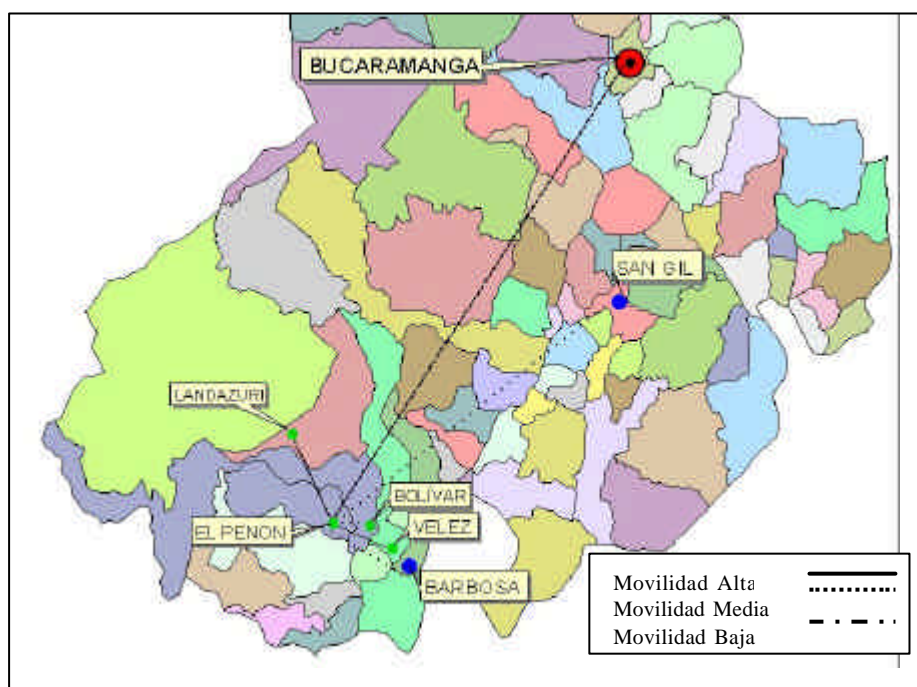 BUCARAMANGA
SAN GIL
LANDAZURI
BOLIVAR
EL PENON
VELEZ
BARBOSA
Movilidad Alta
Movilidad Media
Movilidad Baja